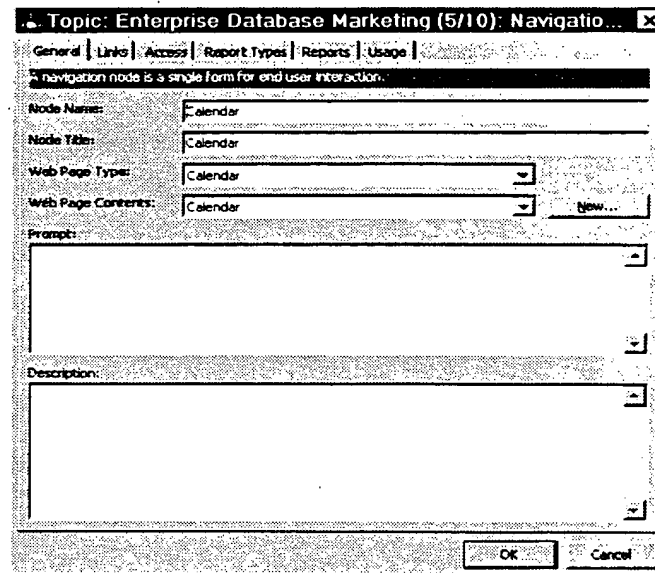 Topic: Enterprise Database Marketing (5/10): Navigatio...
General Links Access Report Types Reports Usage
A navigation node is a single form for end user interaction.
Node Name: Calendar
Node Title: Calendar
Web Page Type: Calendar
Web Page Contents: Calendar New...
Prompt:
Description:
OK Cancel